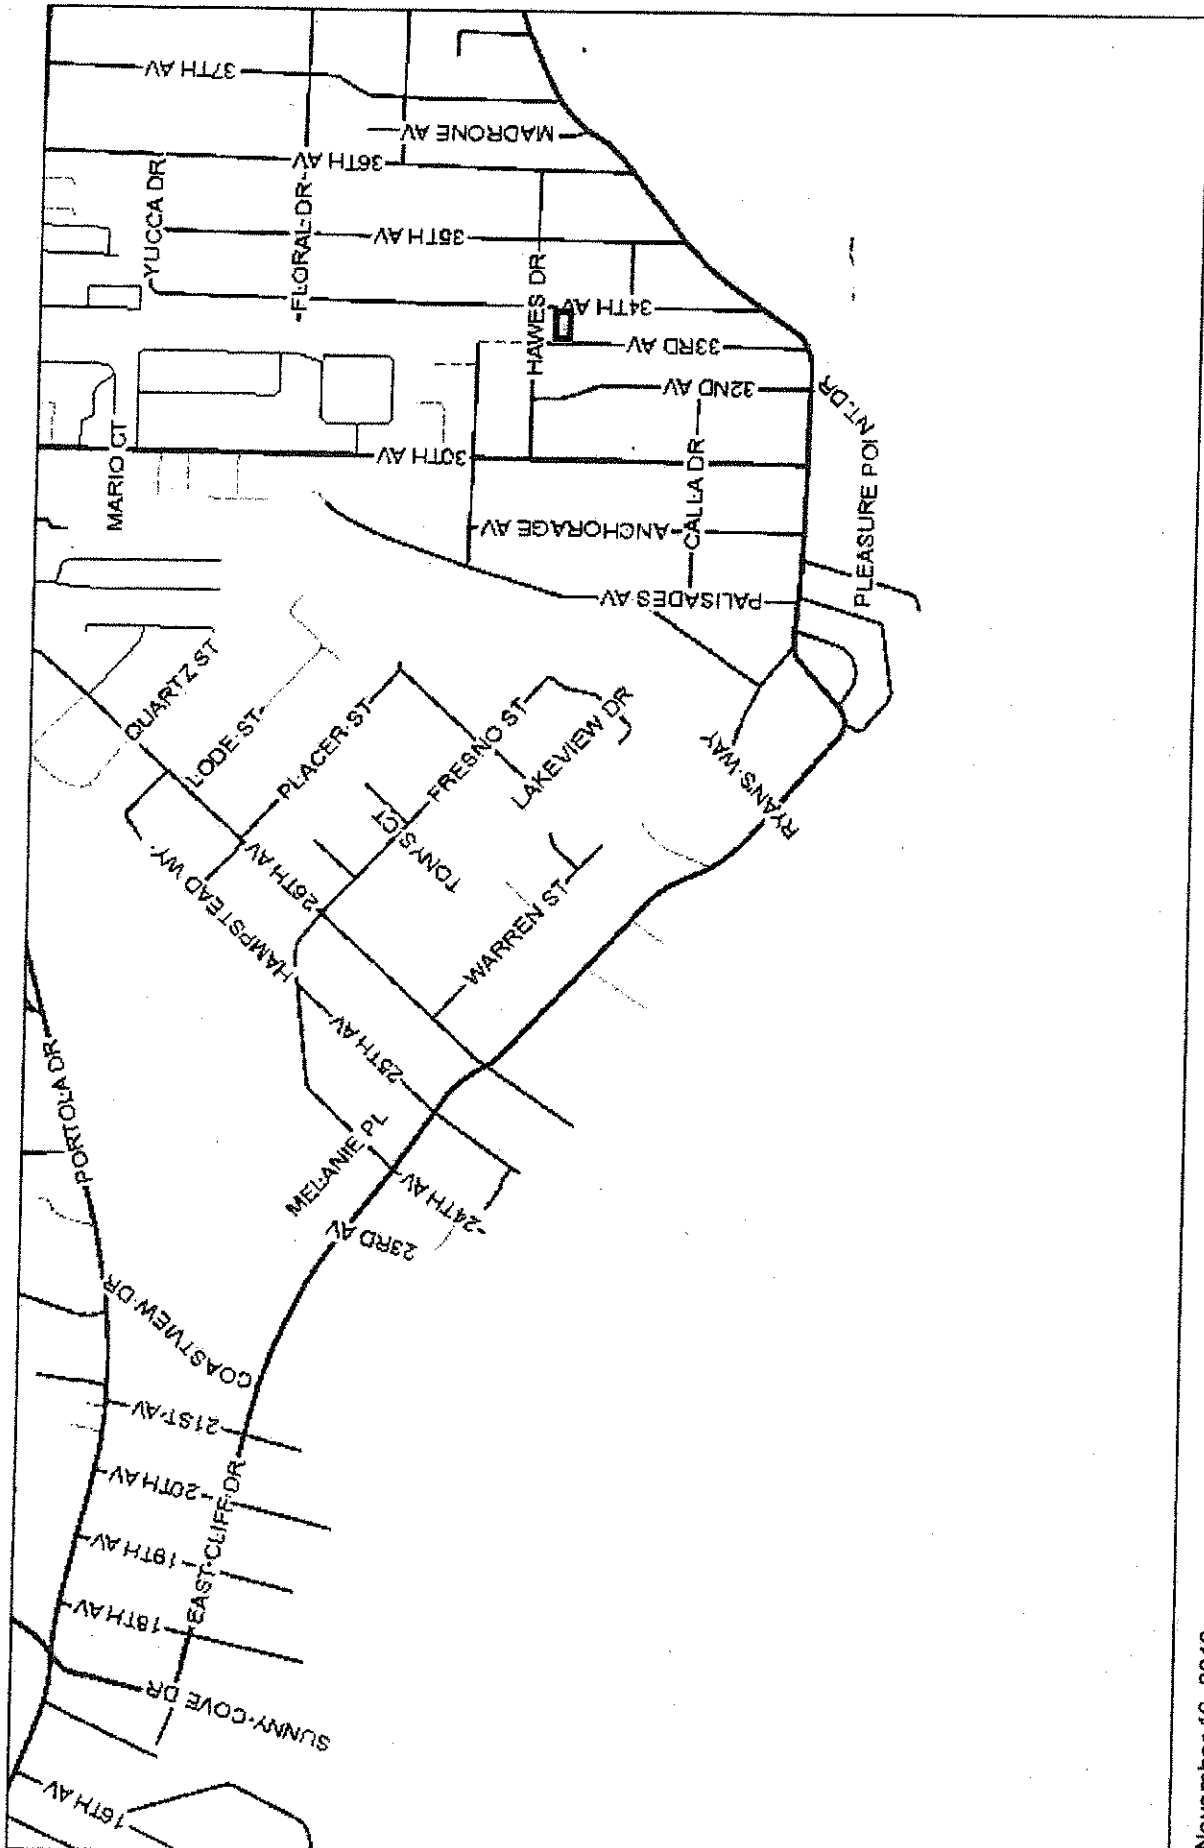 37TH AV
MADRONE AV
36TH AV
YUCCA DR
FLORAL DR
35TH AV
HAWES DR
34TH AV
33RD AV
32ND AV
PLEASURE POINT DR
MARIO CT
30TH AV
CALLA DR
ANCHORAGE AV
PALISADES AV
QUARTZ ST
LODE ST
PLACER ST
FRESNO ST
LAKEVIEW DR
RYAN'S WAY
TONYS CT
HAMPSTEAD WY
26TH AV
WARREN ST
25TH AV
PORTOLA DR
MELANIE PL
24TH AV
23RD AV
COASTVIEW DR
21ST AV
20TH AV
EAST CLIFF DR
19TH AV
18TH AV
SUNNY COVE DR
16TH AV